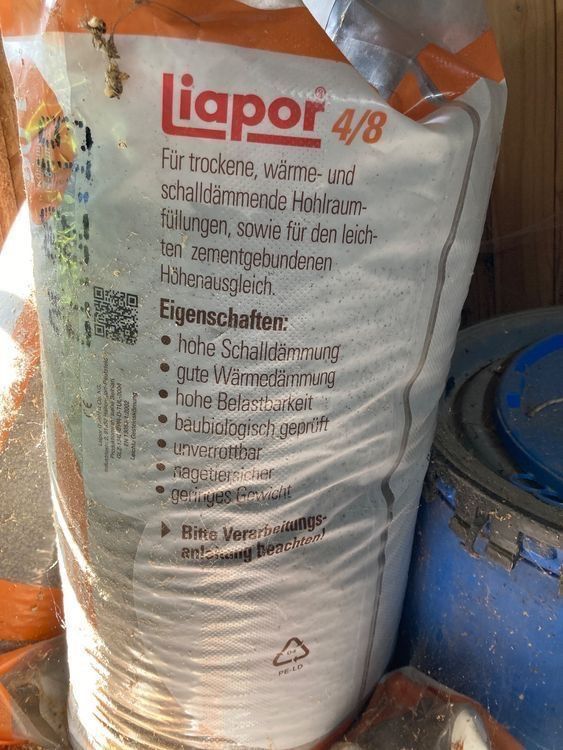 Liapor® 4/8
Für trockene, wärme- und
schalldämmende Hohlraum-
füllungen, sowie für den leich-
ten zementgebundenen
Höhenausgleich.
Eigenschaften:
• hohe Schalldämmung
• gute Wärmedämmung
• hohe Belastbarkeit
• baubiologisch geprüft
• unverrottbar
• nagetiersicher
• geringes Gewicht
Bitte Verarbeitungs-
anleitung beachten!
04
PE-LD